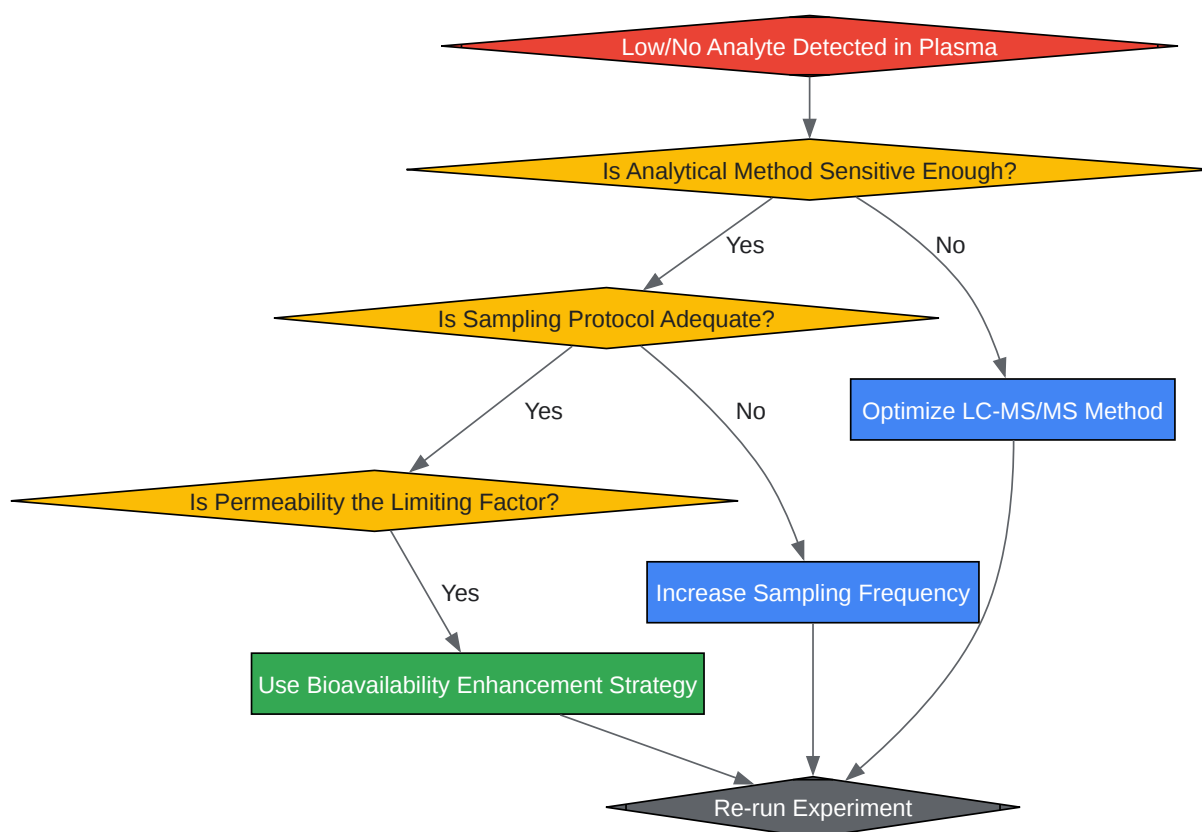 Low/No Analyte Detected in Plasma
Is Analytical Method Sensitive Enough?
Yes
No
Is Sampling Protocol Adequate?
Yes
No
Optimize LC-MS/MS Method
Is Permeability the Limiting Factor?
Yes
Increase Sampling Frequency
Use Bioavailability Enhancement Strategy
Re-run Experiment